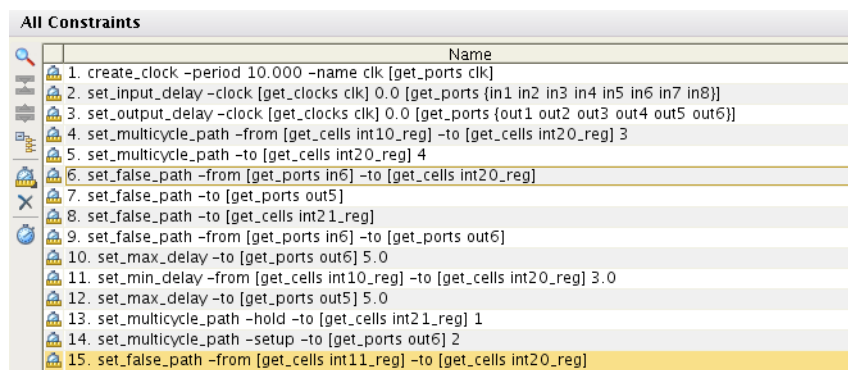 All Constraints
Name
1. create_clock -period 10.000 -name clk [get_ports clk]
2. set_input_delay -clock [get_clocks clk] 0.0 [get_ports {in1 in2 in3 in4 in5 in6 in7 in8}]
3. set_output_delay -clock [get_clocks clk] 0.0 [get_ports {out1 out2 out3 out4 out5 out6}]
4. set_multicycle_path -from [get_cells int10_reg] -to [get_cells int20_reg] 3
5. set_multicycle_path -to [get_cells int20_reg] 4
6. set_false_path -from [get_ports in6] -to [get_cells int20_reg]
7. set_false_path -to [get_ports out5]
8. set_false_path -to [get_cells int21_reg]
9. set_false_path -from [get_ports in6] -to [get_ports out6]
10. set_max_delay -to [get_ports out6] 5.0
11. set_min_delay -from [get_cells int10_reg] -to [get_cells int20_reg] 3.0
12. set_max_delay -to [get_ports out5] 5.0
13. set_multicycle_path -hold -to [get_cells int21_reg] 1
14. set_multicycle_path -setup -to [get_ports out6] 2
15. set_false_path -from [get_cells int11_reg] -to [get_cells int20_reg]